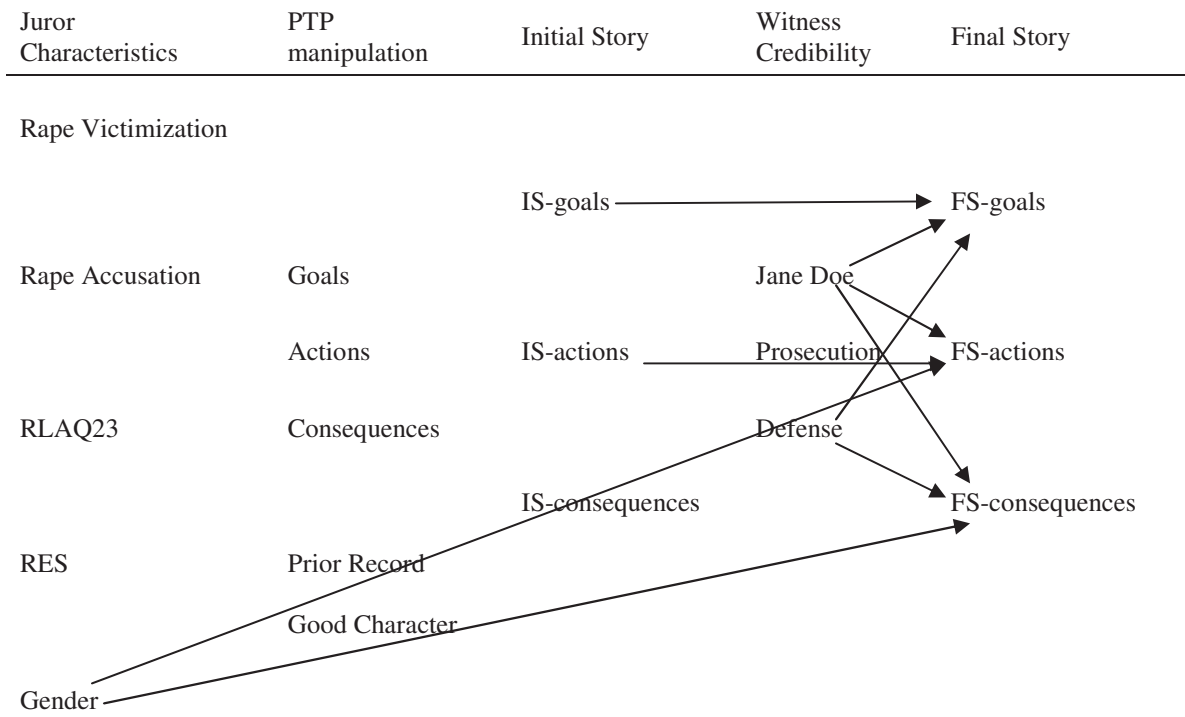 Juror
Characteristics
PTP
manipulation
Initial Story
Witness
Credibility
Final Story
Rape Victimization
IS-goals
FS-goals
Rape Accusation
Goals
Jane Doe
Actions
IS-actions
Prosecution
FS-actions
RLAQ23
Consequences
Defense
IS-consequences
FS-consequences
RES
Prior Record
Good Character
Gender